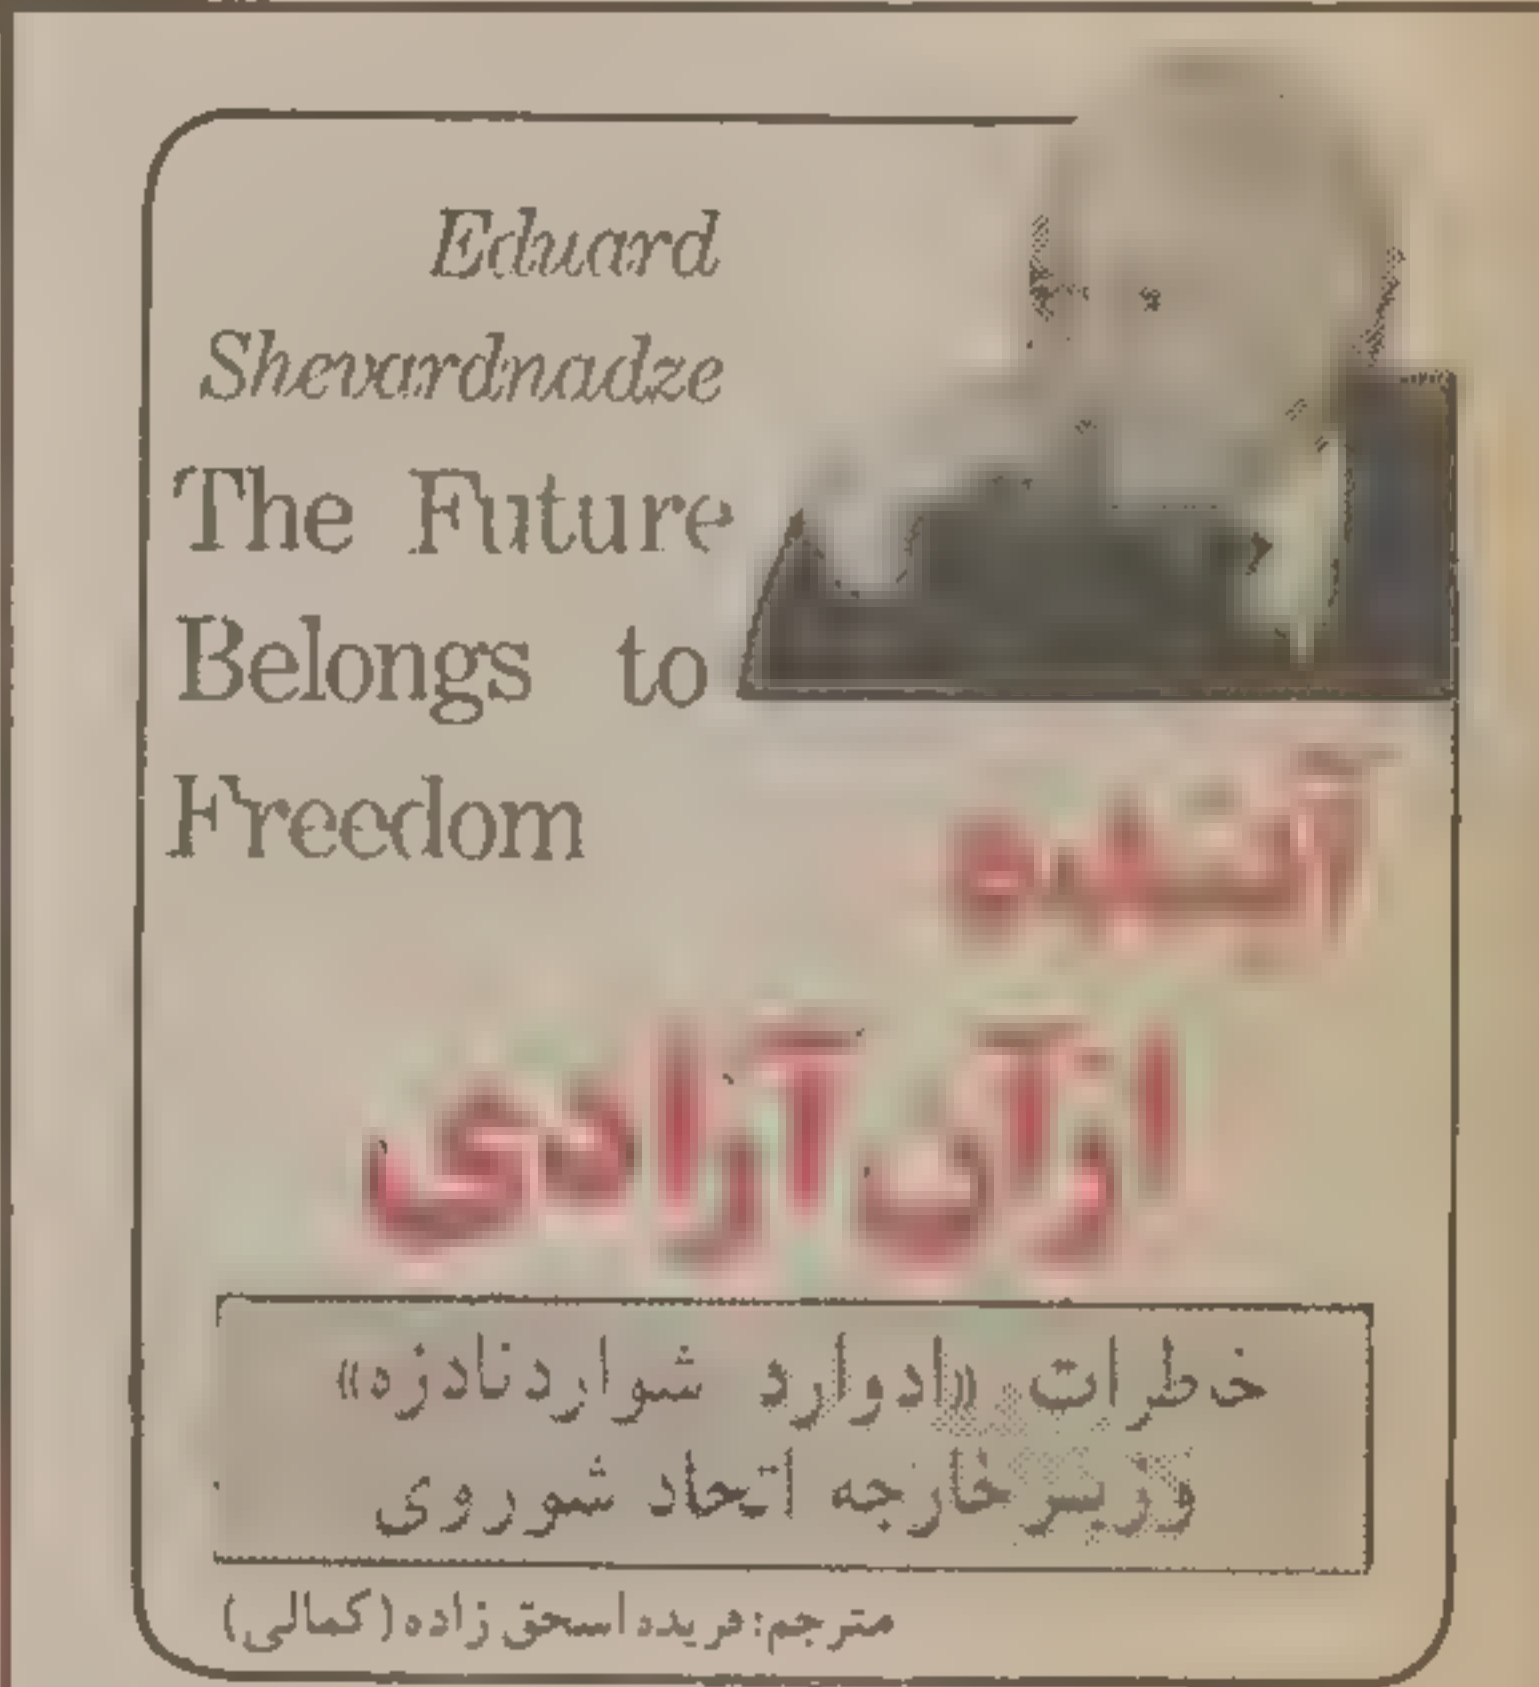 Eduard
Shevardnadze
The Future
Belongs to
Freedom
آینده
از آن آزادی
خطرات «ادوارد شواردنادزه»
وزیر خارجه اتحاد شوروی
مترجم: فریده اسحق زاده (کمالی)